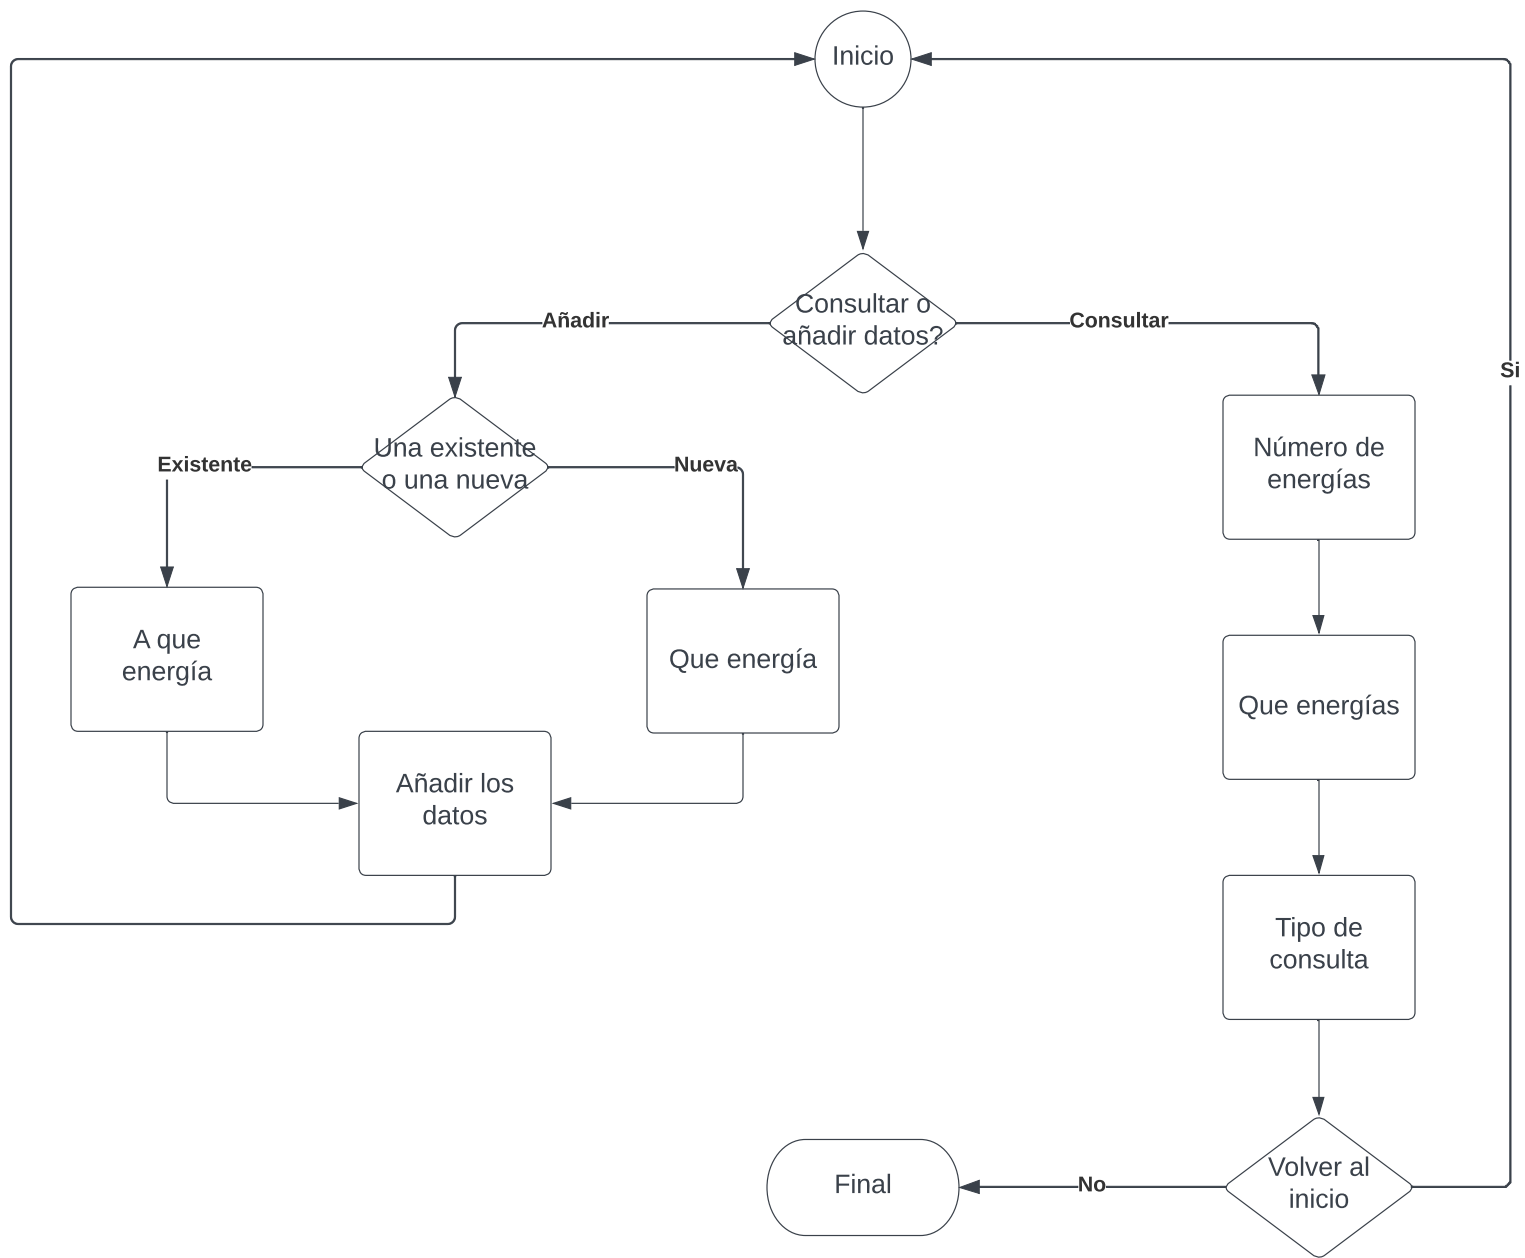 Inicio
Consultar o
añadir datos?
Añadir
Consultar
Si
Una existente
o una nueva
Existente
Nueva
Número de
energías
A que
energía
Que energía
Que energías
Añadir los
datos
Tipo de
consulta
Volver al
inicio
No
Final